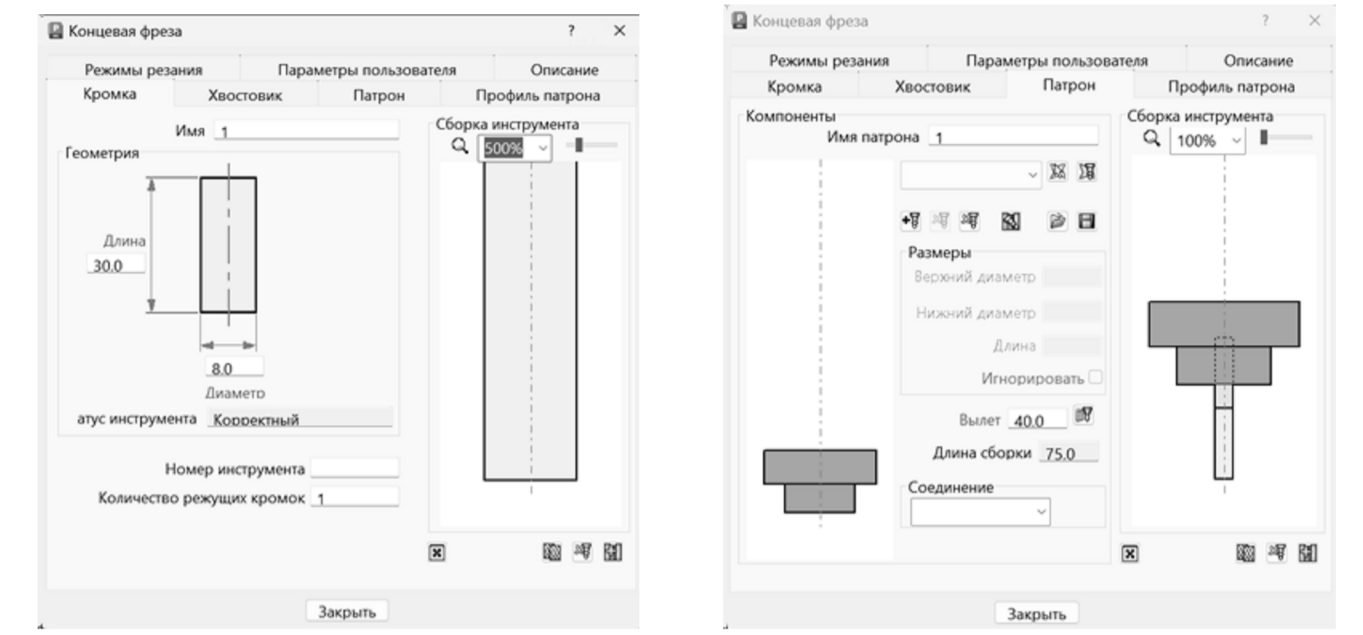 Концевая фреза ? ×
Режимы резания Параметры пользователя Описание
Кромка Хвостовик Патрон Профиль патрона
Имя 1
Геометрия
Длина
30.0
8.0
Диаметр
атус инструмента Корректный
Номер инструмента
Количество режущих кромок 1
Сборка инструмента
500%
Закрыть
Концевая фреза ? ×
Режимы резания Параметры пользователя Описание
Кромка Хвостовик Патрон Профиль патрона
Компоненты
Имя патрона 1
Размеры
Верхний диаметр
Нижний диаметр
Длина
Игнорировать
Вылет 40.0
Длина сборки 75.0
Соединение
Сборка инструмента
100%
Закрыть